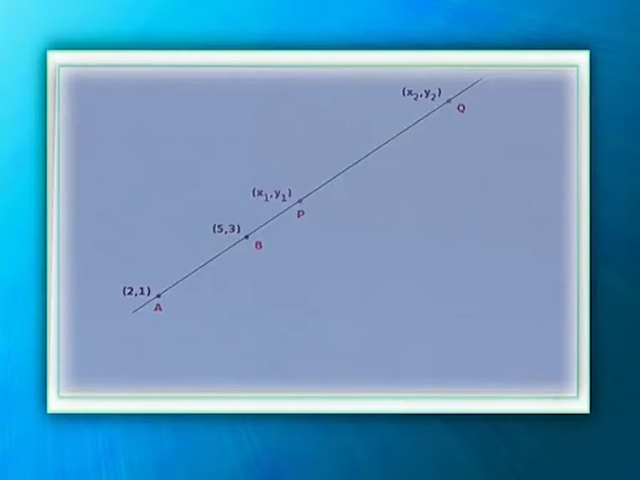 (x₂,y₂)
Q
(x₁,y₁)
P
(5,3)
B
(2,1)
A